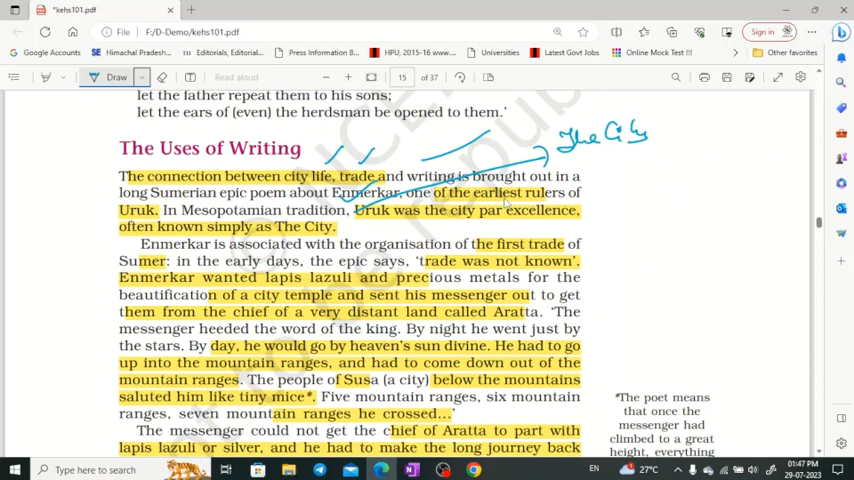 *kehs101.pdf
File F:/D-Demo/kehs101.pdf
Sign in
Google Accounts Himachal Pradesh... Editorials, Editorial... Press Information B... HPU, 2015-16 www.... Universities Latest Govt Jobs Online Mock Test !!! Other favorites
Draw Read aloud 15 of 37
let the father repeat them to his sons;
let the ears of (even) the herdsman be opened to them.'
The City
The Uses of Writing
The connection between city life, trade and writing is brought out in a
long Sumerian epic poem about Enmerkar, one of the earliest rulers of
Uruk. In Mesopotamian tradition, Uruk was the city par excellence,
often known simply as The City.
Enmerkar is associated with the organisation of the first trade of
Sumer: in the early days, the epic says, 'trade was not known'.
Enmerkar wanted lapis lazuli and precious metals for the
beautification of a city temple and sent his messenger out to get
them from the chief of a very distant land called Aratta. 'The
messenger heeded the word of the king. By night he went just by
the stars. By day, he would go by heaven's sun divine. He had to go
up into the mountain ranges, and had to come down out of the
mountain ranges. The people of Susa (a city) below the mountains
saluted him like tiny mice*. Five mountain ranges, six mountain
ranges, seven mountain ranges he crossed...'
The messenger could not get the chief of Aratta to part with
lapis lazuli or silver, and he had to make the long journey back
*The poet means
that once the
messenger had
climbed to a great
height, everything
Type here to search
27°C
EN
01:47 PM
29-07-2023